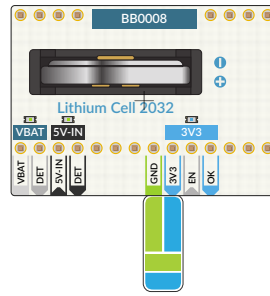 BB0008
Lithium Cell 2032
VBAT 5V-IN 3V3
VBAT DET 5V-IN DET GND 3V3 EN OK